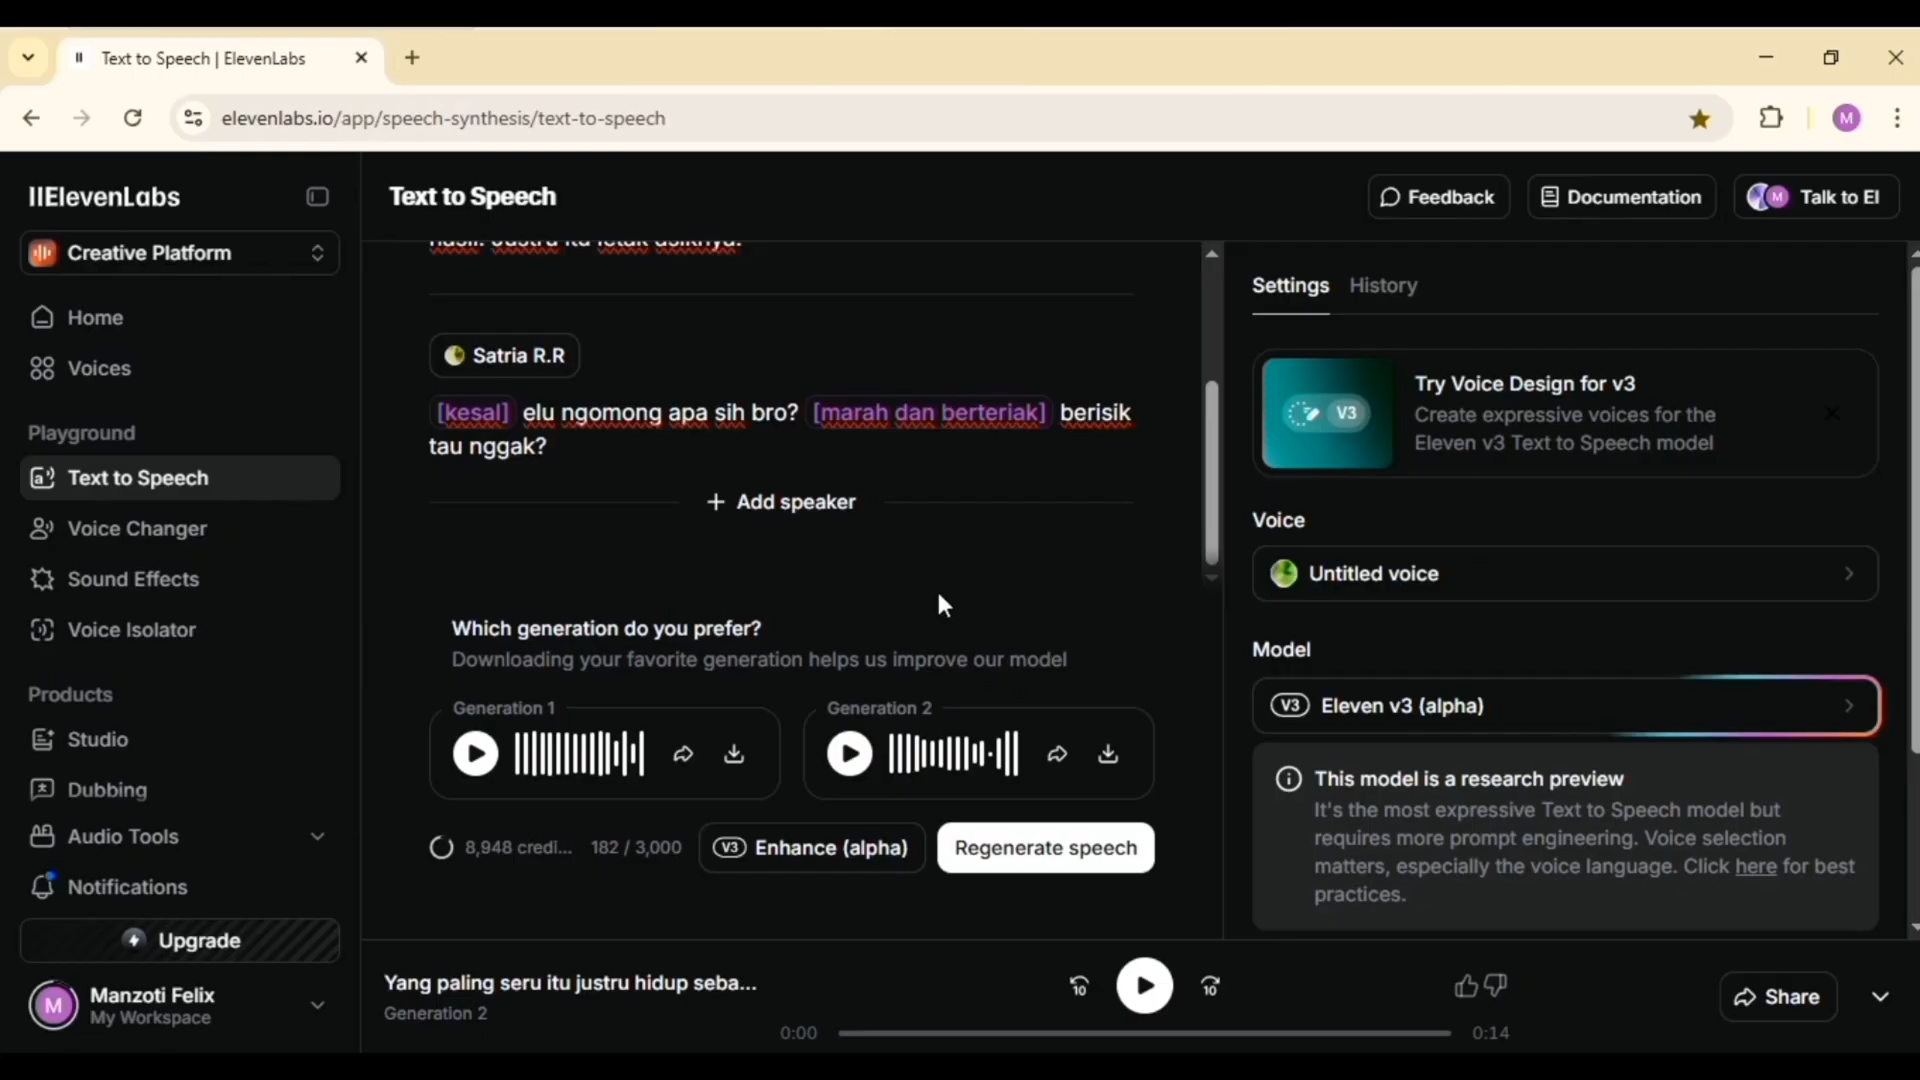 Text to Speech | ElevenLabs
elevenlabs.io/app/speech-synthesis/text-to-speech
M
IIElevenLabs
Creative Platform
Home
Voices
Playground
Text to Speech
Voice Changer
Sound Effects
Voice Isolator
Products
Studio
Dubbing
Audio Tools
Notifications
Upgrade
M
Manzoti Felix
My Workspace
Text to Speech
Feedback
Documentation
M
Talk to El
hasil. Justru itu letak asiknya.
Satria R.R
[kesal] elu ngomong apa sih bro? [marah dan berteriak] berisik
tau nggak?
+ Add speaker
Which generation do you prefer?
Downloading your favorite generation helps us improve our model
Generation 1
Generation 2
8,948 credi...
182 / 3,000
V3 Enhance (alpha)
Regenerate speech
Settings
History
V3
Try Voice Design for v3
Create expressive voices for the
Eleven v3 Text to Speech model
Voice
Untitled voice
Model
V3 Eleven v3 (alpha)
This model is a research preview
It's the most expressive Text to Speech model but
requires more prompt engineering. Voice selection
matters, especially the voice language. Click here for best
practices.
Yang paling seru itu justru hidup seba...
Generation 2
10
10
0:00
0:14
Share